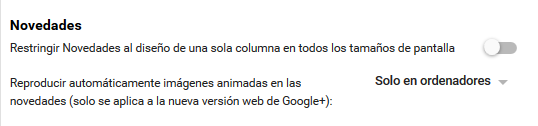 Novedades
Restringir Novedades al diseño de una sola columna en todos los tamaños de pantalla
Reproducir automáticamente imágenes animadas en las
novedades (solo se aplica a la nueva versión web de Google+):
Solo en ordenadores